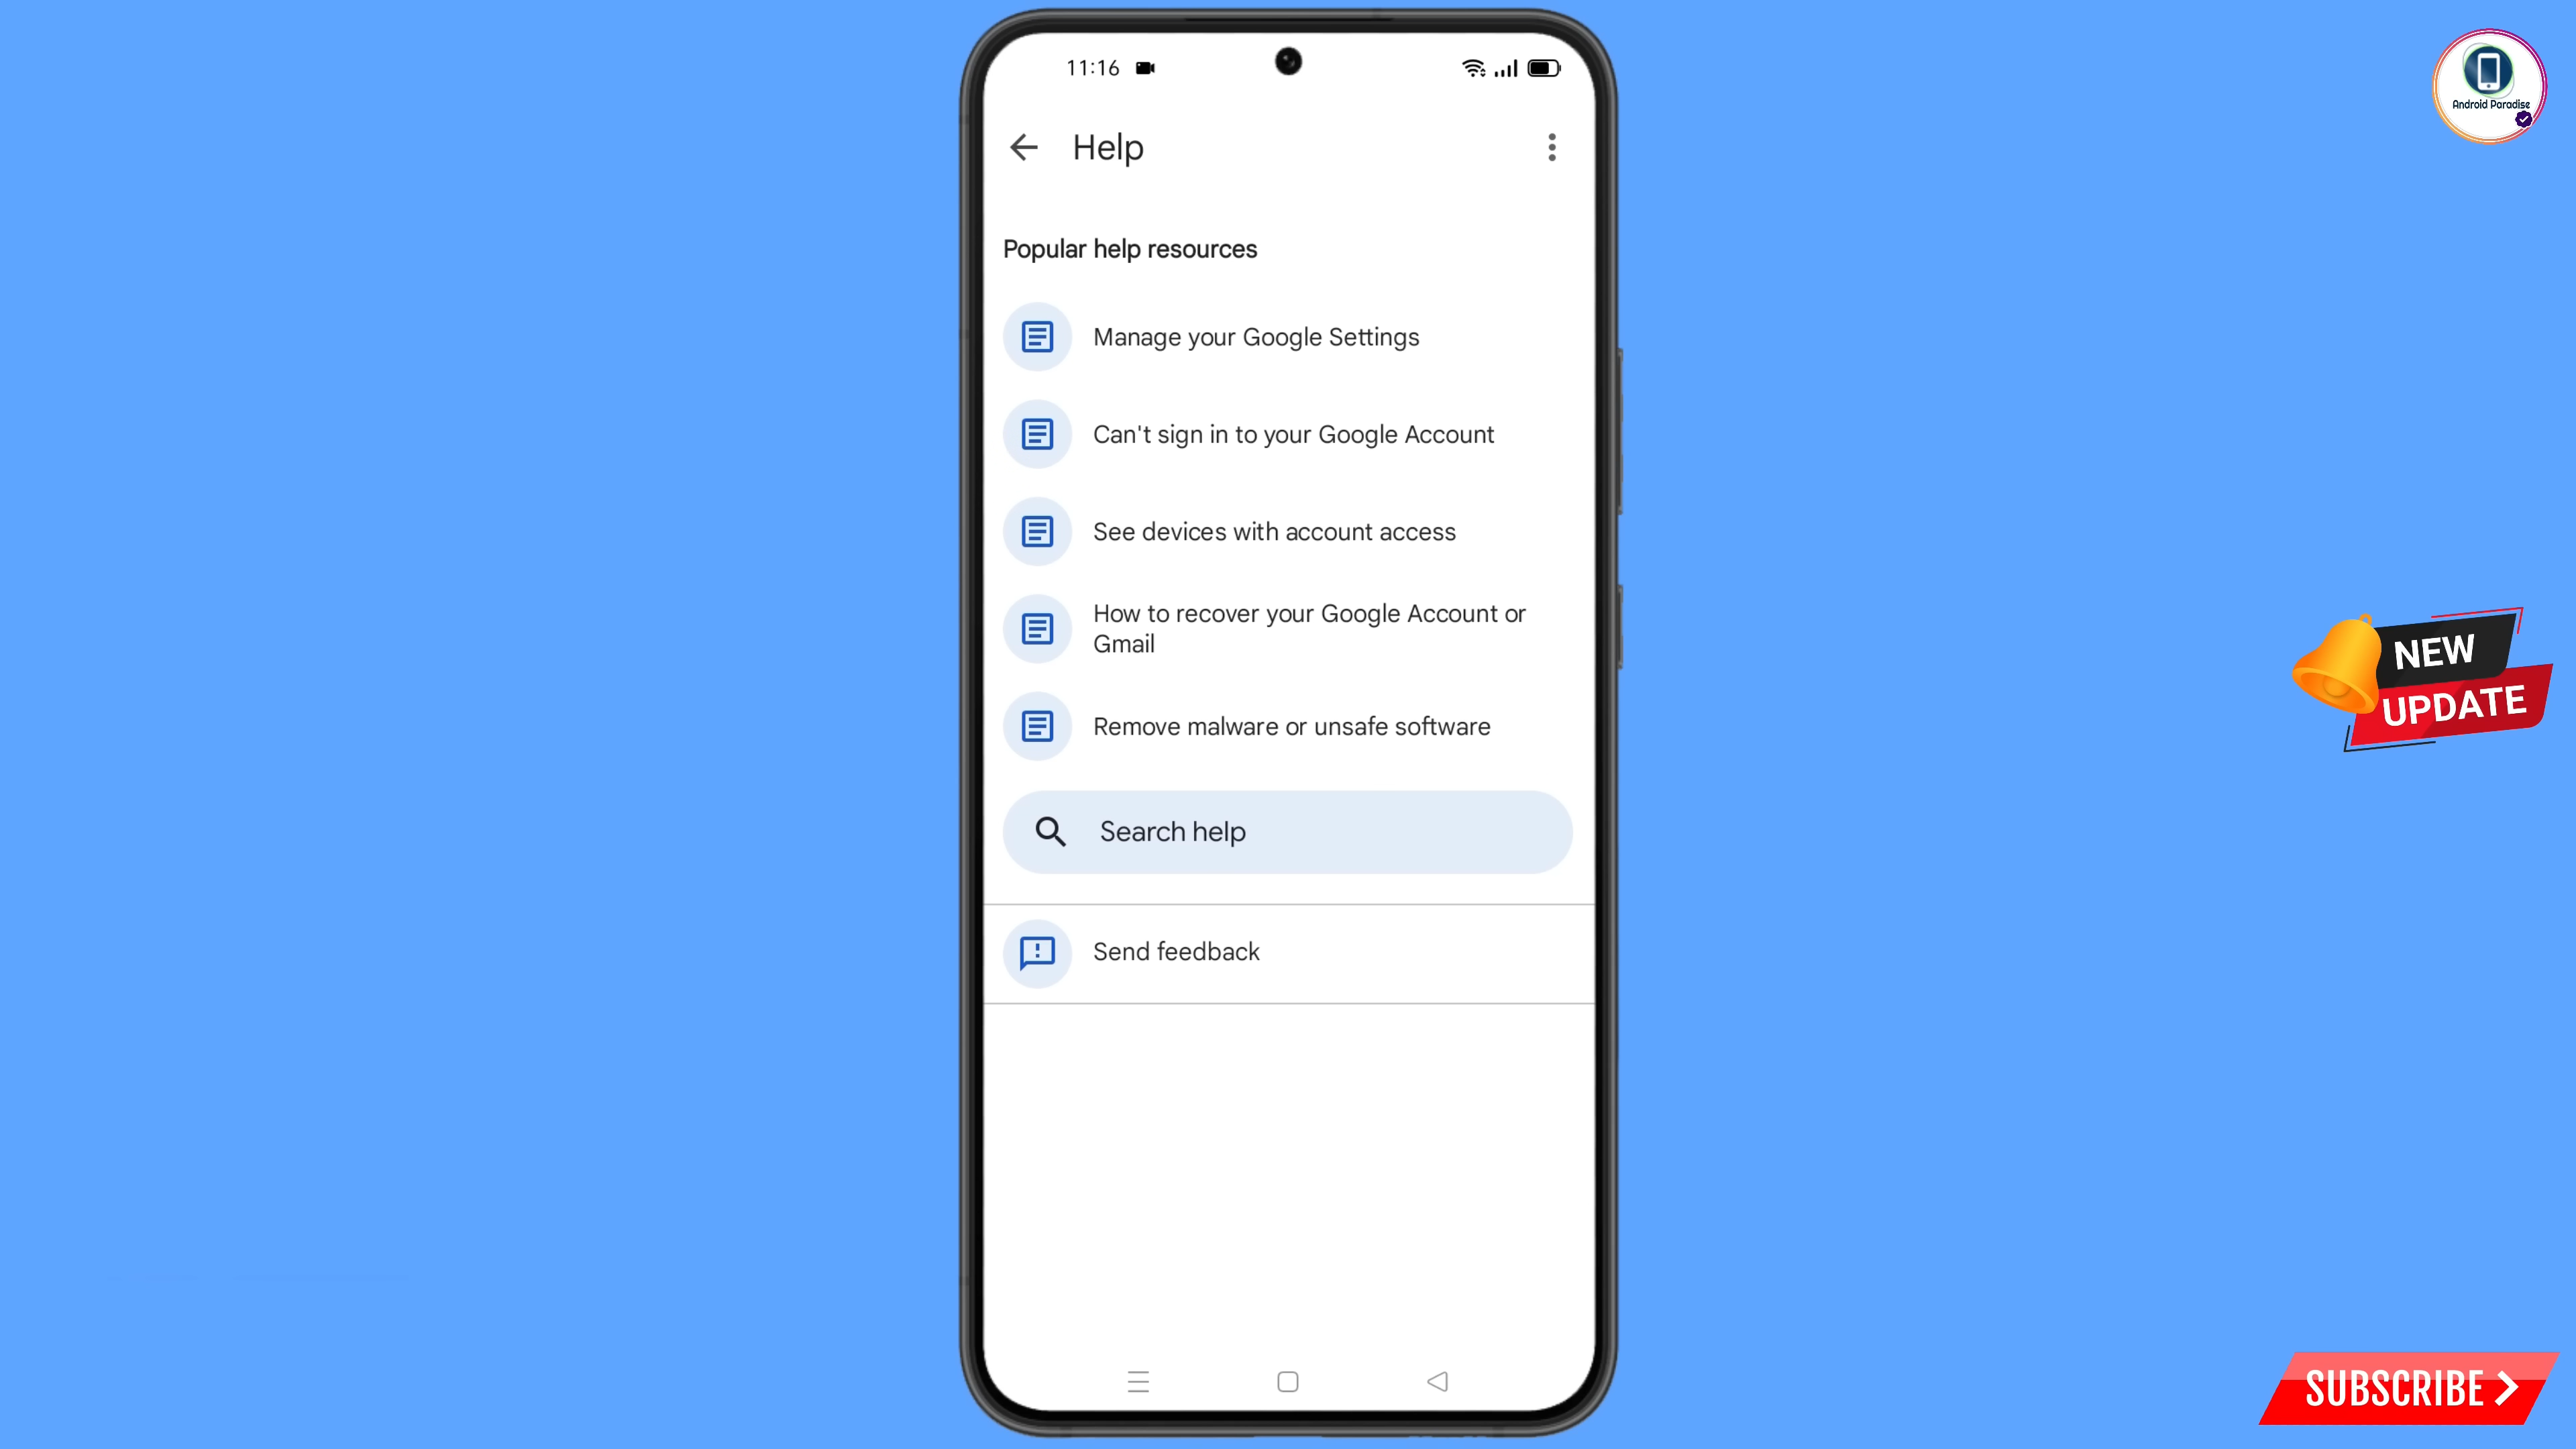 11:16
Help
Popular help resources
Manage your Google Settings
Can't sign in to your Google Account
See devices with account access
How to recover your Google Account or
Gmail
Remove malware or unsafe software
Search help
Send feedback
Android Paradise
NEW
UPDATE
SUBSCRIBE